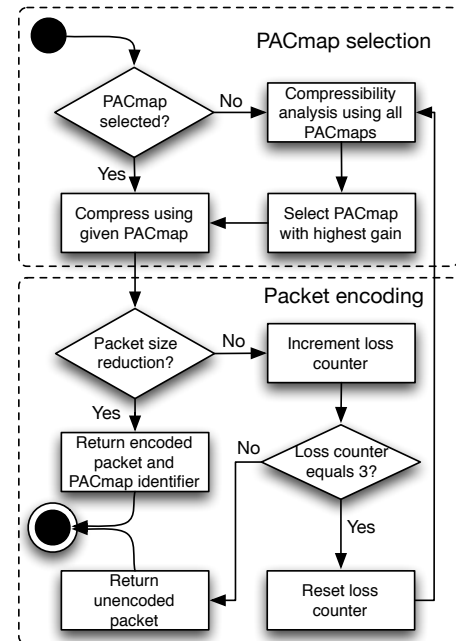 PACmap selection
PACmap
selected?
No
Compressibility
analysis using all
PACmaps
Yes
Compress using
given PACmap
Select PACmap
with highest gain
Packet encoding
Packet size
reduction?
No
Increment loss
counter
Yes
Return encoded
packet and
PACmap identifier
No
Loss counter
equals 3?
Yes
Return
unencoded
packet
Reset loss
counter